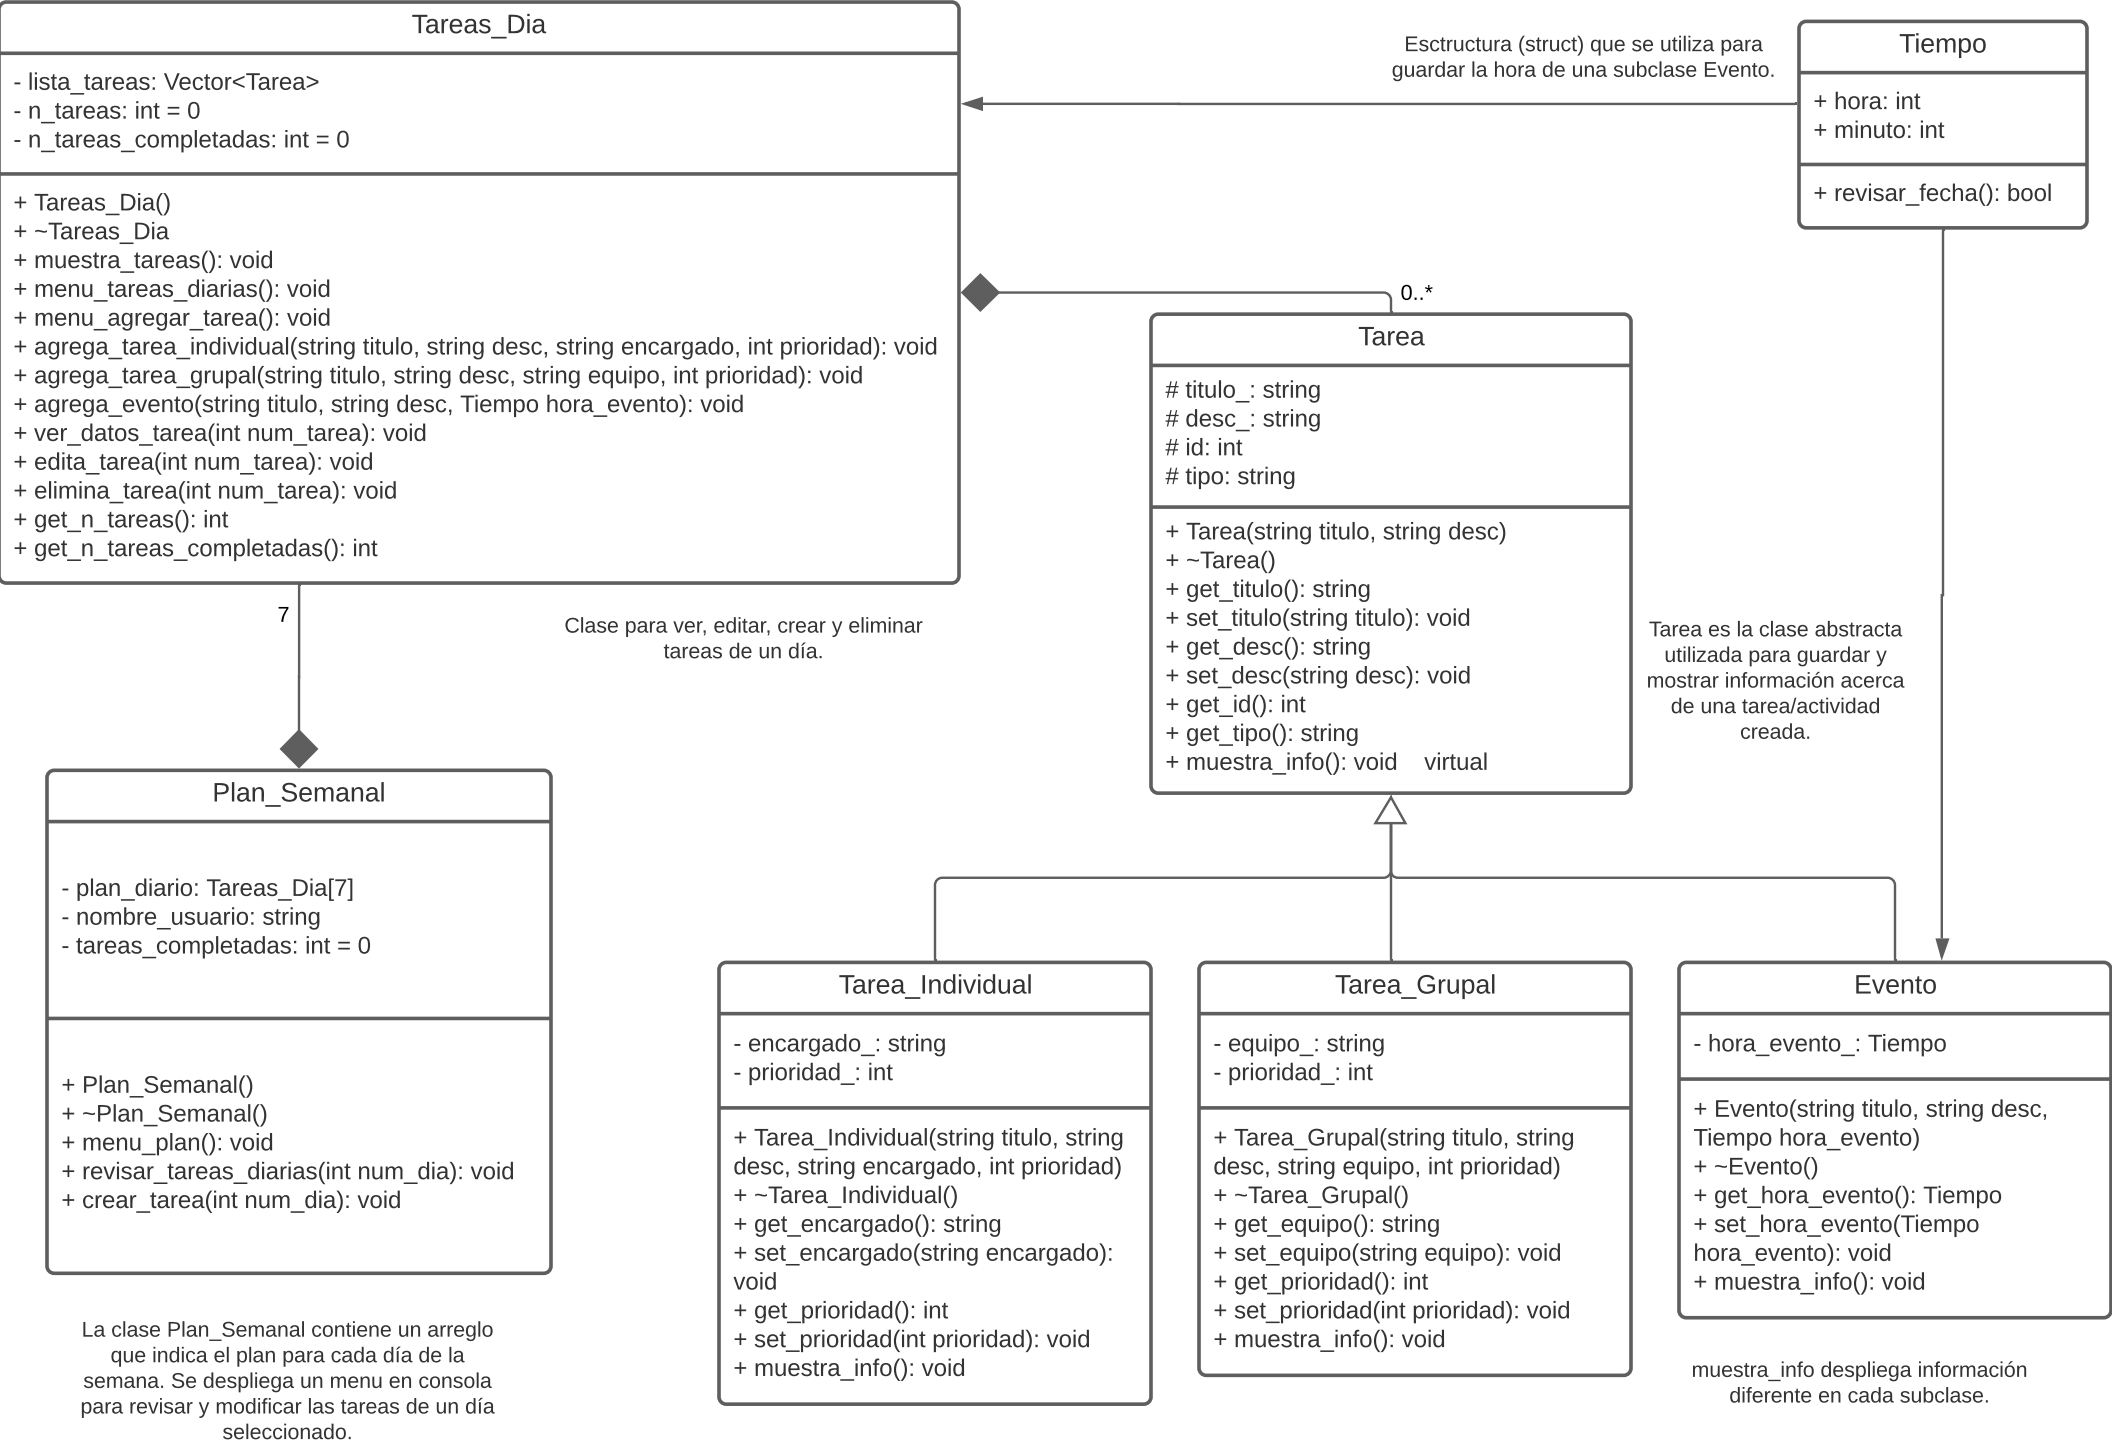 Tareas_Dia
- lista_tareas: Vector<Tarea>
- n_tareas: int = 0
- n_tareas_completadas: int = 0
+ Tareas_Dia()
+ ~Tareas_Dia
+ muestra_tareas(): void
+ menu_tareas_diarias(): void
+ menu_agregar_tarea(): void
+ agrega_tarea_individual(string titulo, string desc, string encargado, int prioridad): void
+ agrega_tarea_grupal(string titulo, string desc, string equipo, int prioridad): void
+ agrega_evento(string titulo, string desc, Tiempo hora_evento): void
+ ver_datos_tarea(int num_tarea): void
+ edita_tarea(int num_tarea): void
+ elimina_tarea(int num_tarea): void
+ get_n_tareas(): int
+ get_n_tareas_completadas(): int
Esctructura (struct) que se utiliza para
guardar la hora de una subclase Evento.
Tiempo
+ hora: int
+ minuto: int
+ revisar_fecha(): bool
0..*
Tarea
# titulo_: string
# desc_: string
# id: int
# tipo: string
+ Tarea(string titulo, string desc)
+ ~Tarea()
+ get_titulo(): string
+ set_titulo(string titulo): void
+ get_desc(): string
+ set_desc(string desc): void
+ get_id(): int
+ get_tipo(): string
+ muestra_info(): void    virtual
7
Clase para ver, editar, crear y eliminar
tareas de un día.
Tarea es la clase abstracta
utilizada para guardar y
mostrar información acerca
de una tarea/actividad
creada.
Plan_Semanal
- plan_diario: Tareas_Dia[7]
- nombre_usuario: string
- tareas_completadas: int = 0
+ Plan_Semanal()
+ ~Plan_Semanal()
+ menu_plan(): void
+ revisar_tareas_diarias(int num_dia): void
+ crear_tarea(int num_dia): void
La clase Plan_Semanal contiene un arreglo
que indica el plan para cada día de la
semana. Se despliega un menu en consola
para revisar y modificar las tareas de un día
seleccionado.
Tarea_Individual
- encargado_: string
- prioridad_: int
+ Tarea_Individual(string titulo, string
desc, string encargado, int prioridad)
+ ~Tarea_Individual()
+ get_encargado(): string
+ set_encargado(string encargado):
void
+ get_prioridad(): int
+ set_prioridad(int prioridad): void
+ muestra_info(): void
Tarea_Grupal
- equipo_: string
- prioridad_: int
+ Tarea_Grupal(string titulo, string
desc, string equipo, int prioridad)
+ ~Tarea_Grupal()
+ get_equipo(): string
+ set_equipo(string equipo): void
+ get_prioridad(): int
+ set_prioridad(int prioridad): void
+ muestra_info(): void
Evento
- hora_evento_: Tiempo
+ Evento(string titulo, string desc,
Tiempo hora_evento)
+ ~Evento()
+ get_hora_evento(): Tiempo
+ set_hora_evento(Tiempo
hora_evento): void
+ muestra_info(): void
muestra_info despliega información
diferente en cada subclase.